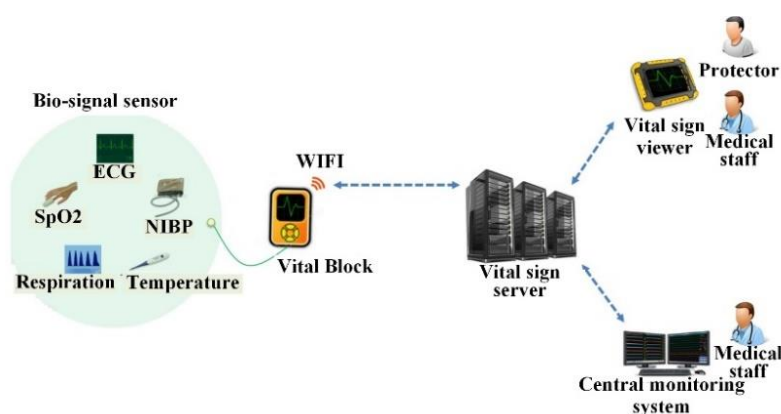 Bio-signal sensor
ECG
SpO2
NIBP
Respiration
Temperature
WIFI
Vital Block
Vital sign
server
Protector
Vital sign
viewer
Medical
staff
Medical
staff
Central monitoring
system